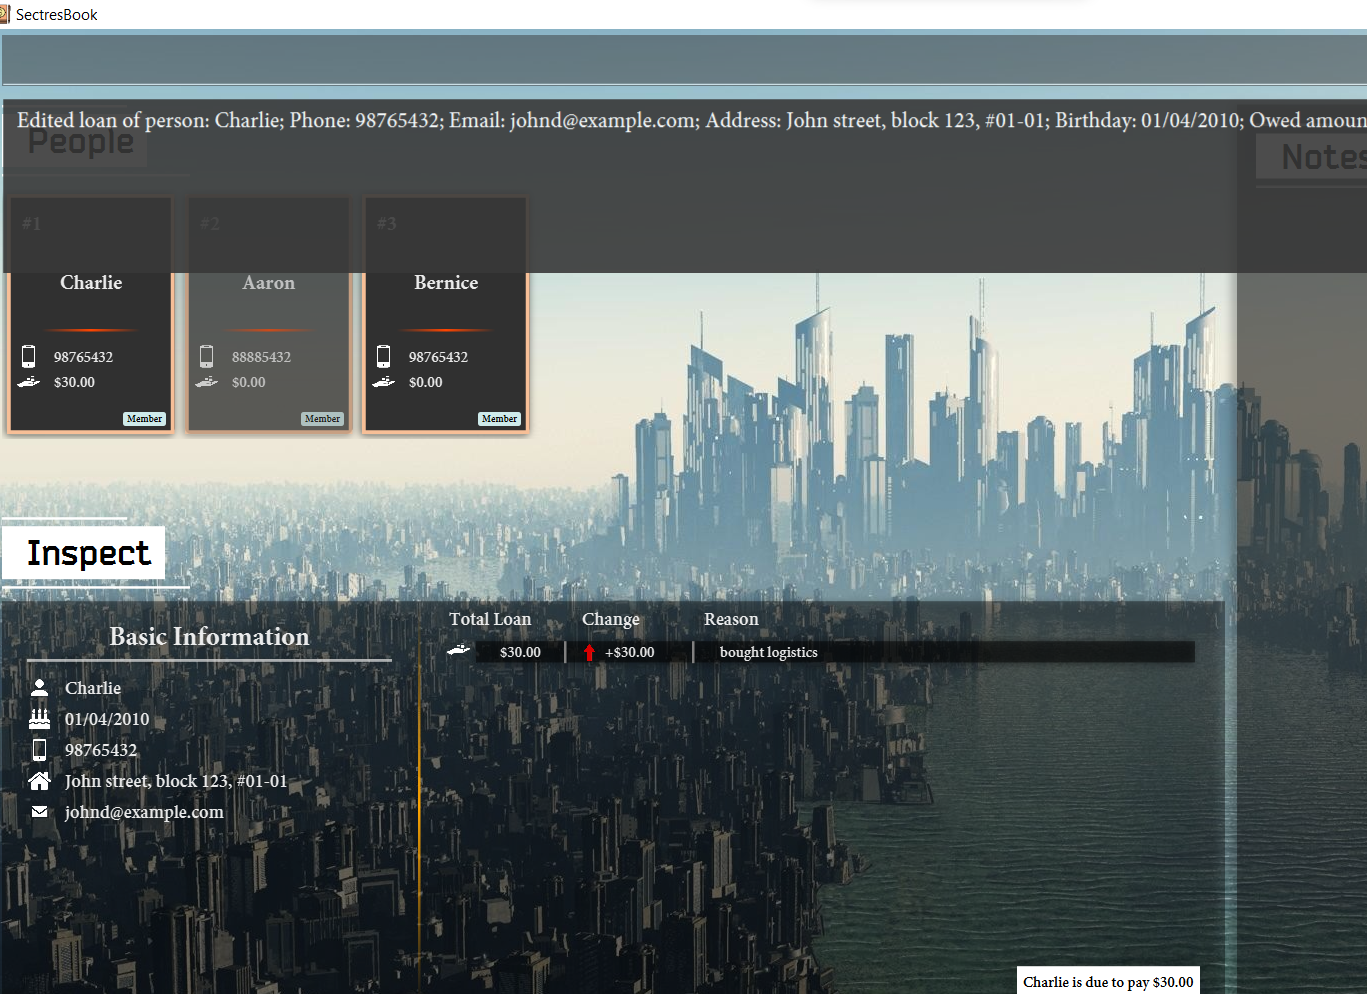 SectresBook
Edited loan of person: Charlie; Phone: 98765432; Email: johnd@example.com; Address: John street, block 123, #01-01; Birthday: 01/04/2010; Owed amoun
People
Notes
#1
Charlie
98765432
$30.00
Member
#2
Aaron
88885432
$0.00
Member
#3
Bernice
98765432
$0.00
Member
Inspect
Basic Information
Charlie
01/04/2010
98765432
John street, block 123, #01-01
johnd@example.com
Total Loan Change Reason
$30.00 +$30.00 bought logistics
Charlie is due to pay $30.00